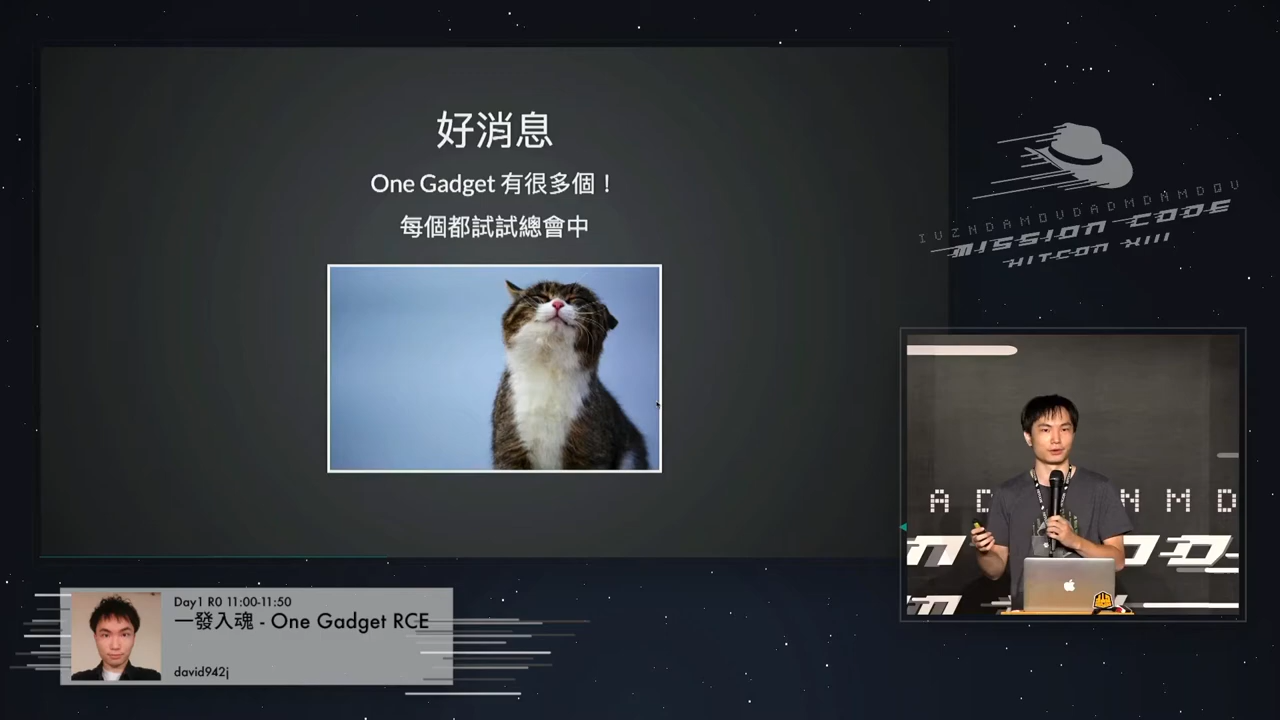 好消息
One Gadget 有很多個！
每個都試試總會中
IVZNDAMOVDADMDNAMDQV
MISSION CODE
HITCON XIII
A D
N M D
Day1 R0 11:00-11:50
一發入魂 - One Gadget RCE
david942j